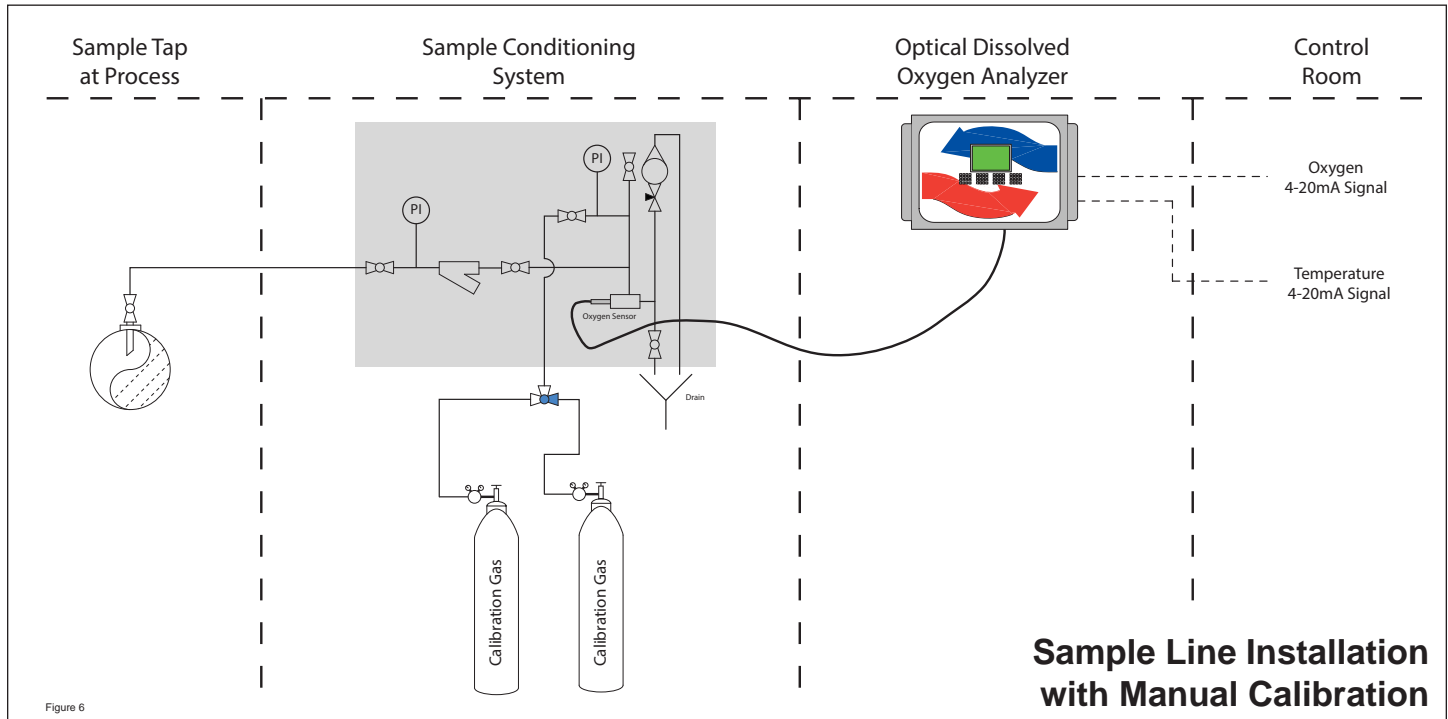 Sample Tap
at Process
Sample Conditioning
System
Optical Dissolved
Oxygen Analyzer
Control
Room
PI
PI
Oxygen Sensor
Drain
Oxygen
4-20mA Signal
Temperature
4-20mA Signal
Calibration Gas
Calibration Gas
Sample Line Installation
with Manual Calibration
Figure 6